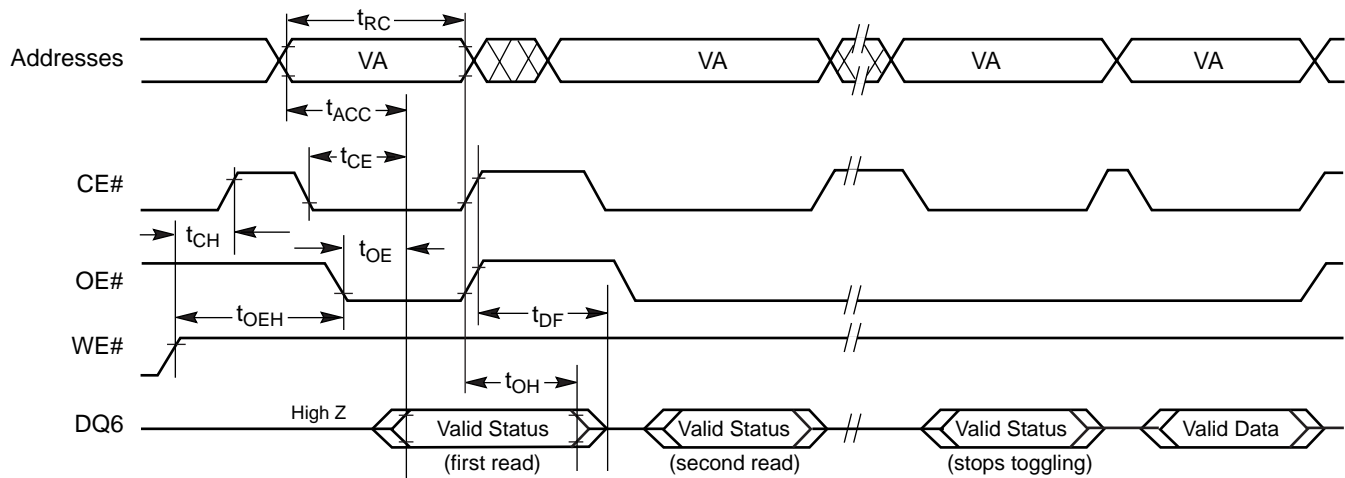 tRC
Addresses VA VA VA VA
tACC
tCE
CE#
tCH tOE
OE#
tOEH tDF
WE#
tOH
High Z
DQ6 Valid Status Valid Status Valid Status Valid Data
(first read) (second read) (stops toggling)